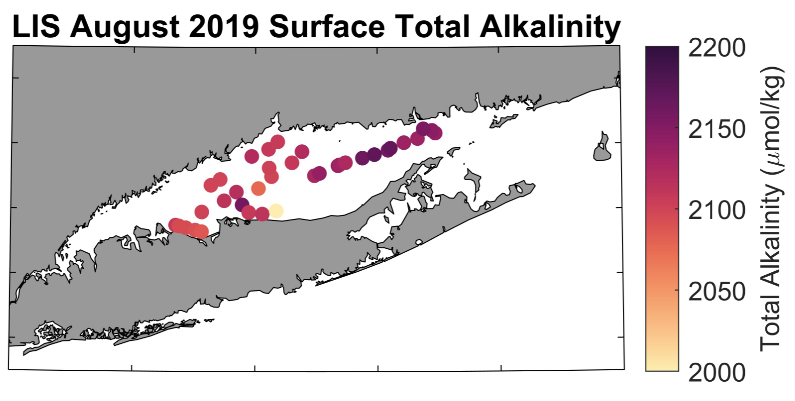 LIS August 2019 Surface Total Alkalinity
2200
2150
2100
2050
2000
Total Alkalinity (μmol/kg)